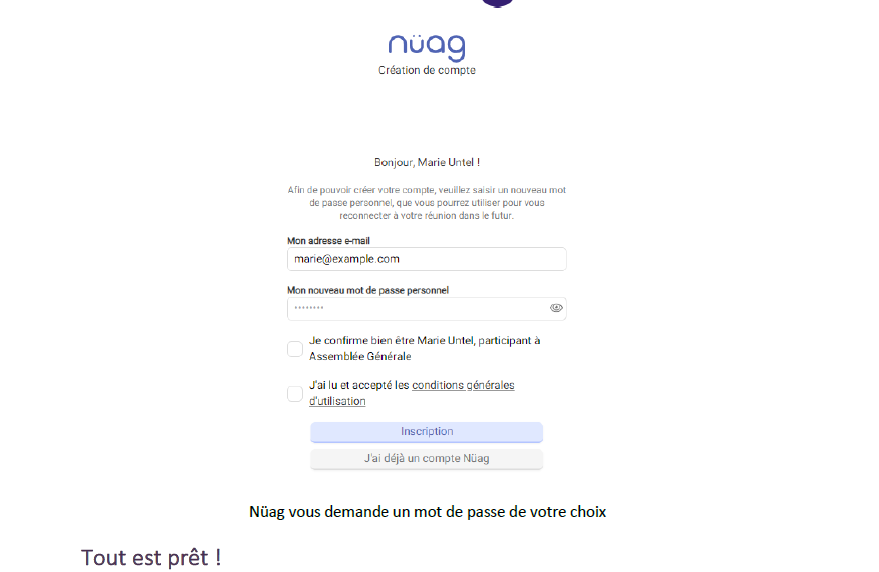 nüag
Création de compte
Bonjour, Marie Untel !
Afin de pouvoir créer votre compte, veuillez saisir un nouveau mot
de passe personnel, que vous pourrez utiliser pour vous
reconnecter à votre réunion dans le futur.
Mon adresse e-mail
marie@example.com
Mon nouveau mot de passe personnel
••••••••
Je confirme bien être Marie Untel, participant à
Assemblée Générale
J'ai lu et accepté les conditions générales
d'utilisation
Inscription
J'ai déjà un compte Nüag
Nüag vous demande un mot de passe de votre choix
Tout est prêt !